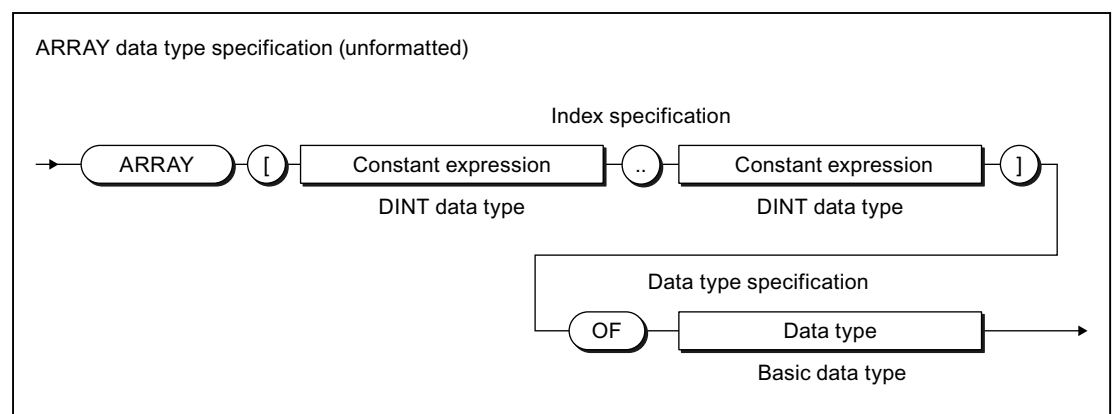 ARRAY data type specification (unformatted)
Index specification
ARRAY [ Constant expression .. Constant expression ]
DINT data type DINT data type
Data type specification
OF Data type
Basic data type